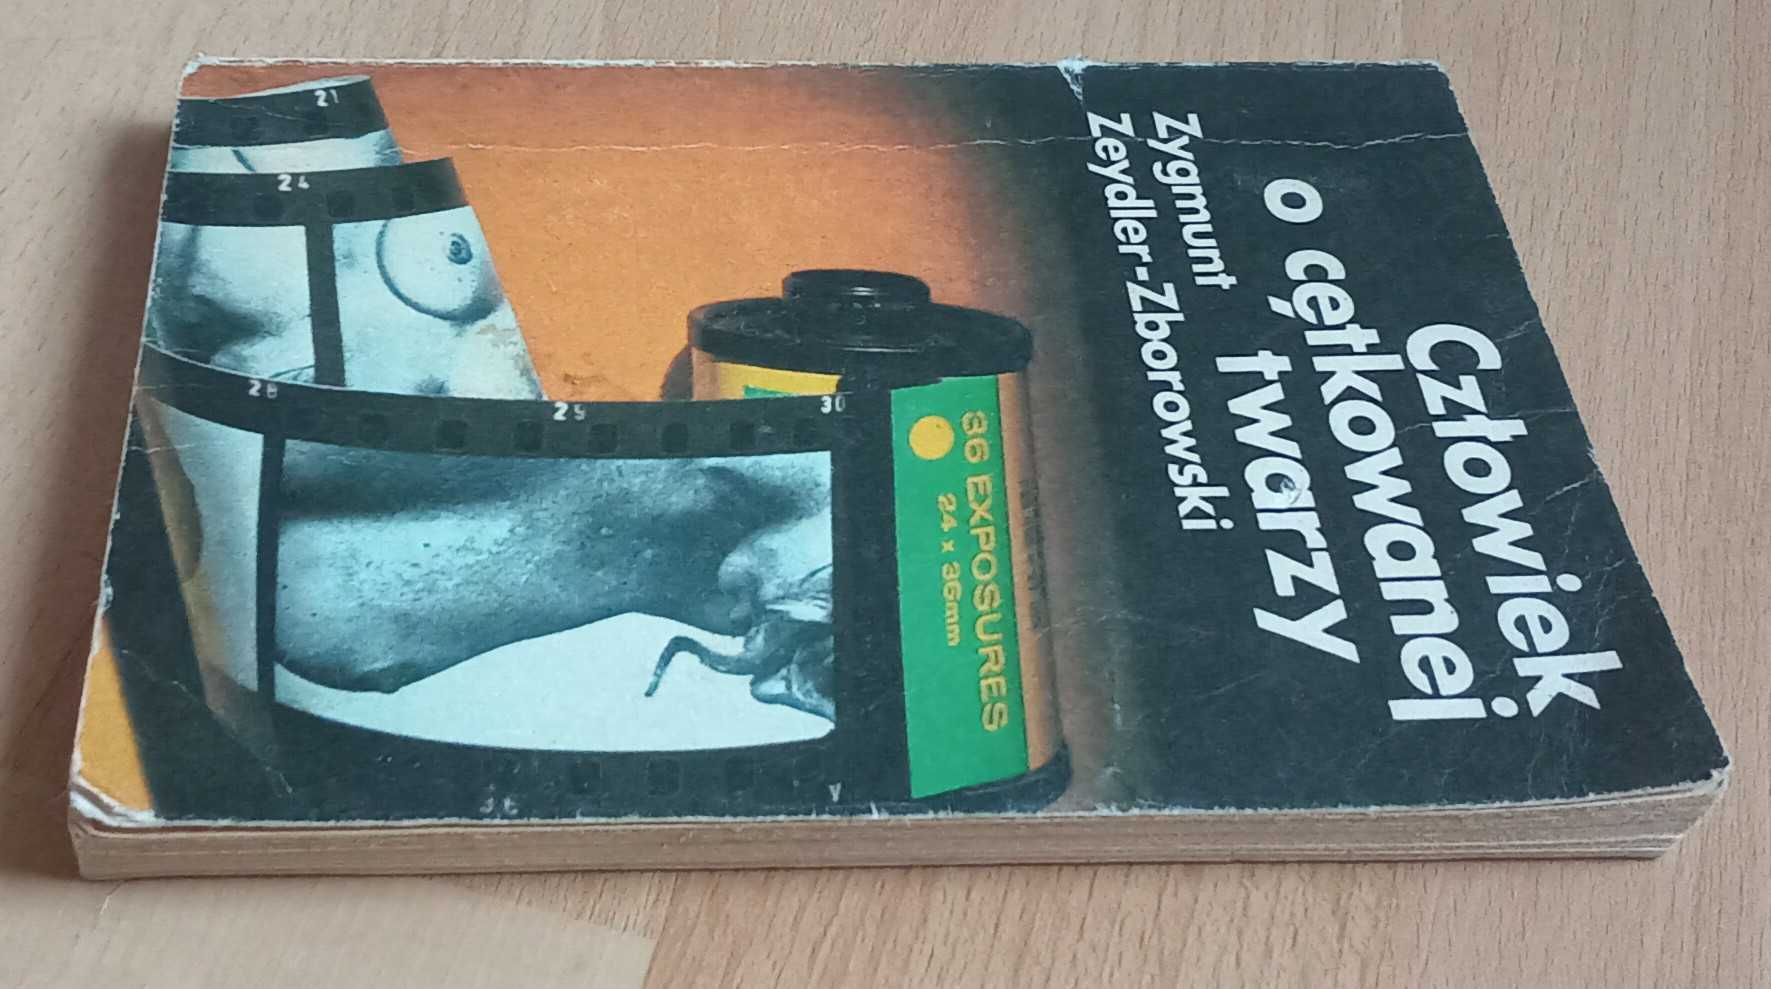 Człowiek
o cętkowanej
twarzy
Zygmunt
Zeydler-Zborowski
36 EXPOSURES
24 x 36mm
21
24
28
29
30